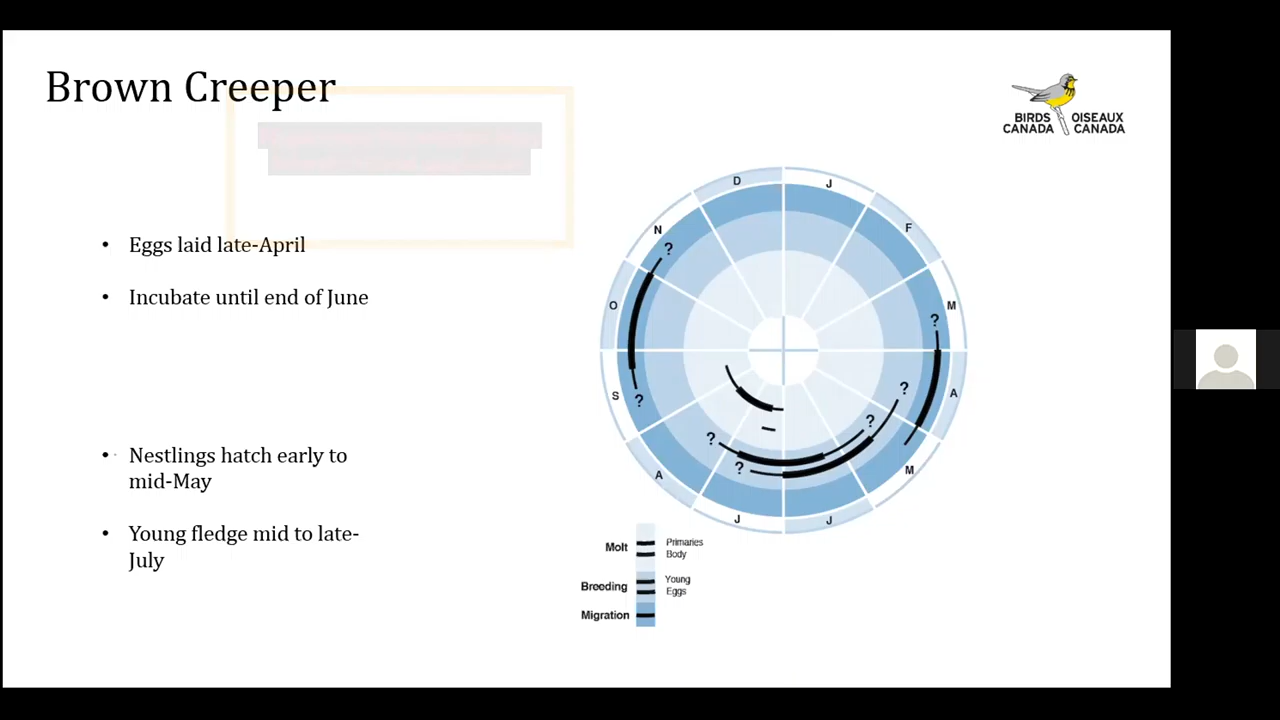 Brown Creeper
BIRDS OISEAUX
CANADA CANADA
• Eggs laid late-April
• Incubate until end of June
• Nestlings hatch early to
mid-May
• Young fledge mid to late-
July
D
J
N
F
?
O
M
?
S
A
?
?
?
?
?
A
M
J
J
Molt
Primaries
Body
Breeding
Young
Eggs
Migration